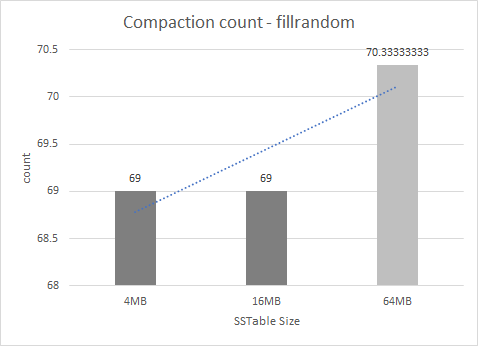 Compaction count - fillrandom
70.5
70
69.5
69
68.5
68
count
69
69
70.33333333
4MB
16MB
64MB
SSTable Size